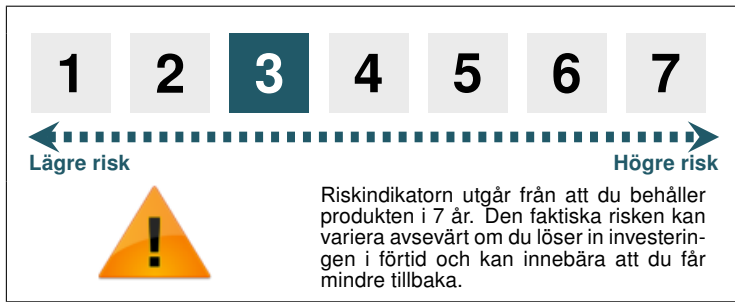 1 2 3 4 5 6 7
Lägre risk Högre risk
!
Riskindikatorn utgår från att du behåller
produkten i 7 år. Den faktiska risken kan
variera avsevärt om du löser in investerin-
gen i förtid och kan innebära att du får
mindre tillbaka.